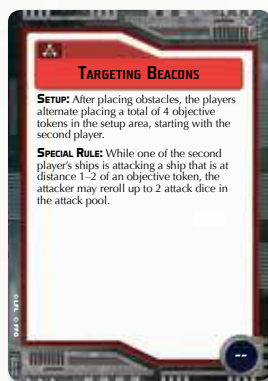 TARGETING BEACONS
SETUP: After placing obstacles, the players
alternate placing a total of 4 objective
tokens in the setup area, starting with the
second player.
SPECIAL RULE: While one of the second
player's ships is attacking a ship that is at
distance 1–2 of an objective token, the
attacker may reroll up to 2 attack dice in
the attack pool.
©LFL ©FFG
--